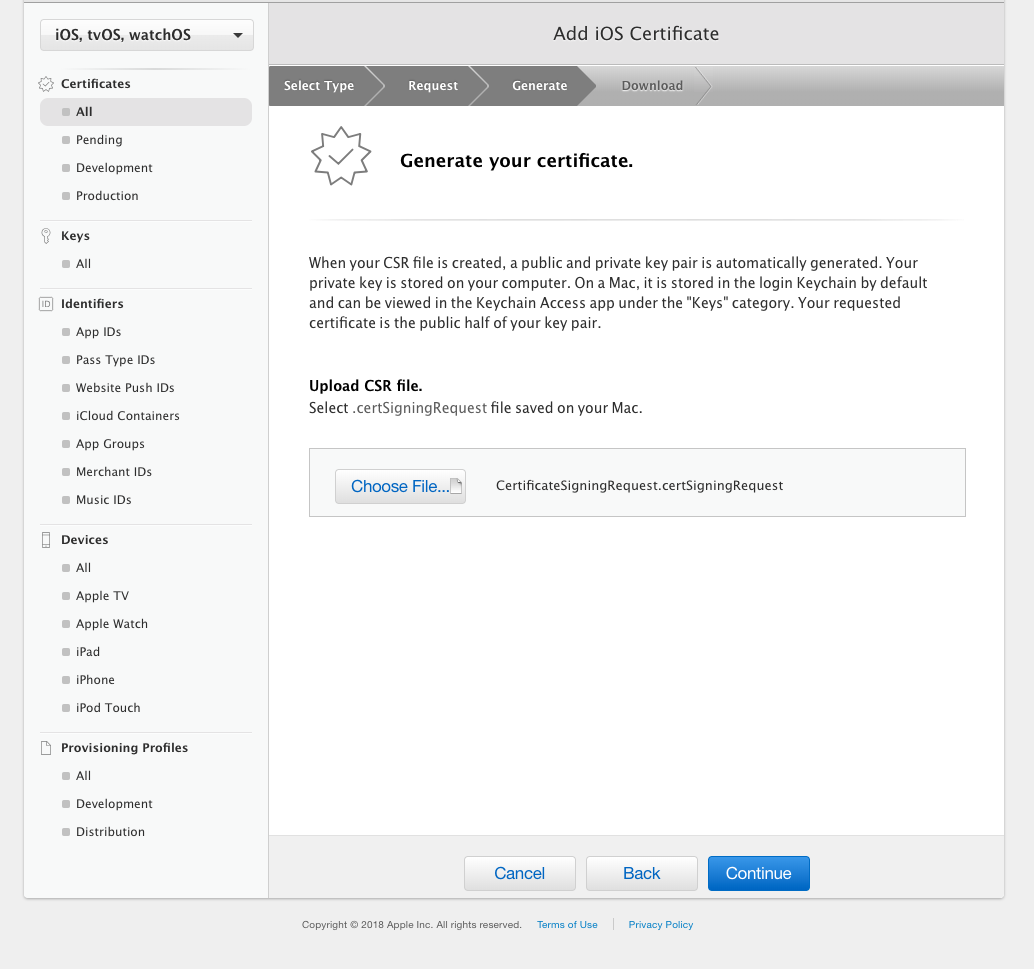 iOS, tvOS, watchOS
Certificates
All
Pending
Development
Production
Keys
All
ID
Identifiers
App IDs
Pass Type IDs
Website Push IDs
iCloud Containers
App Groups
Merchant IDs
Music IDs
Devices
All
Apple TV
Apple Watch
iPad
iPhone
iPod Touch
Provisioning Profiles
All
Development
Distribution
Add iOS Certificate
Select Type
Request
Generate
Download
Generate your certificate.
When your CSR file is created, a public and private key pair is automatically generated. Your
private key is stored on your computer. On a Mac, it is stored in the login Keychain by default
and can be viewed in the Keychain Access app under the "Keys" category. Your requested
certificate is the public half of your key pair.
Upload CSR file.
Select .certSigningRequest file saved on your Mac.
Choose File...
CertificateSigningRequest.certSigningRequest
Cancel
Back
Continue
Copyright © 2018 Apple Inc. All rights reserved.
Terms of Use
Privacy Policy